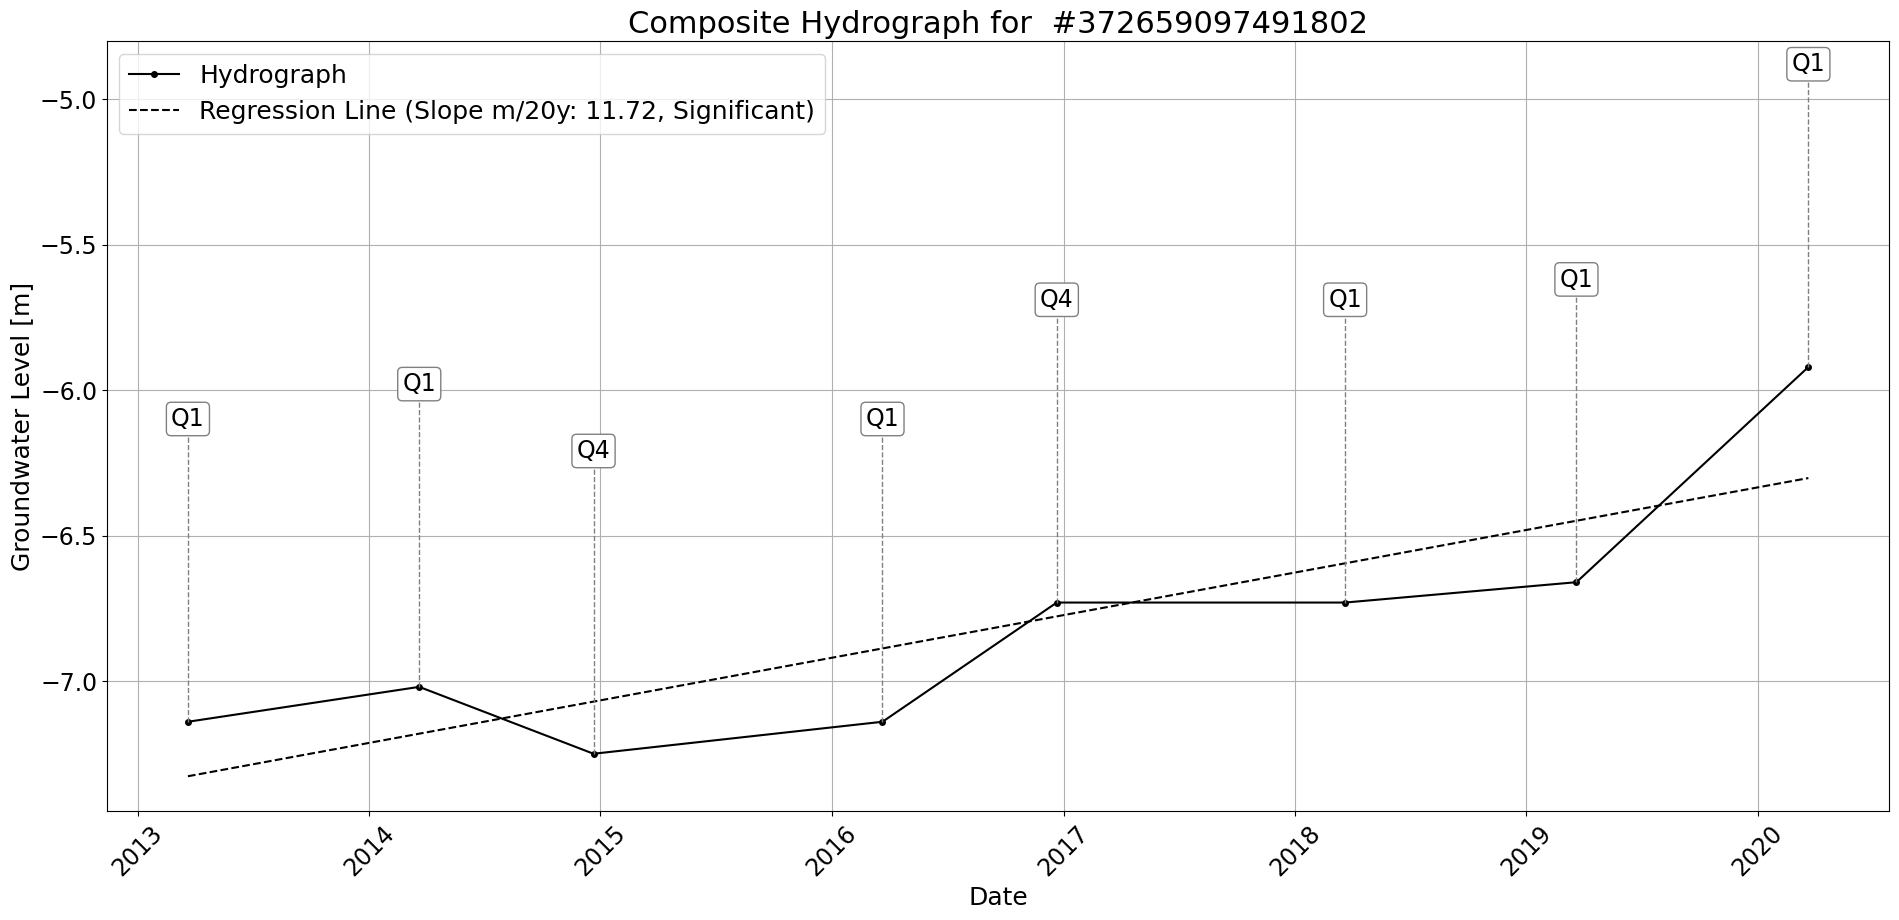 Composite Hydrograph for  #372659097491802
Hydrograph
Regression Line (Slope m/20y: 11.72, Significant)
Groundwater Level [m]
−5.0
−5.5
−6.0
−6.5
−7.0
Q1
Q1
Q4
Q1
Q4
Q1
Q1
Q1
2013
2014
2015
2016
2017
2018
2019
2020
Date